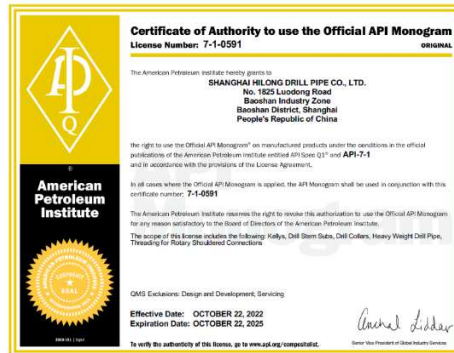 Certificate of Authority to use the Official API Monogram
License Number: 7-1-0591
ORIGINAL
The American Petroleum Institute hereby grants to
SHANGHAI HILONG DRILL PIPE CO., LTD.
No. 1825 Luodong Road
Baoshan Industry Zone
Baoshan District, Shanghai
People's Republic of China
the right to use the Official API Monogram® on manufactured products under the conditions in the official
publications of the American Petroleum Institute entitled API Spec Q1® and API-7-1
and in accordance with the provisions of the License Agreement.
In all cases where the Official API Monogram is applied, the API Monogram shall be used in conjunction with this
certificate number: 7-1-0591
The American Petroleum Institute reserves the right to revoke this authorization to use the Official API Monogram
for any reason satisfactory to the Board of Directors of the American Petroleum Institute.
The scope of this license includes the following: Kellys, Drill Stem Subs, Drill Collars, Heavy Weight Drill Pipe,
Threading for Rotary Shouldered Connections
QMS Exclusions: Design and Development, Servicing
Effective Date: OCTOBER 22, 2022
Expiration Date: OCTOBER 22, 2025
To verify the authenticity of this license, go to www.api.org/compositelist.
Senior Vice President of Global Industry Services
API
Q
American
Petroleum
Institute
COMPANY
SEAL